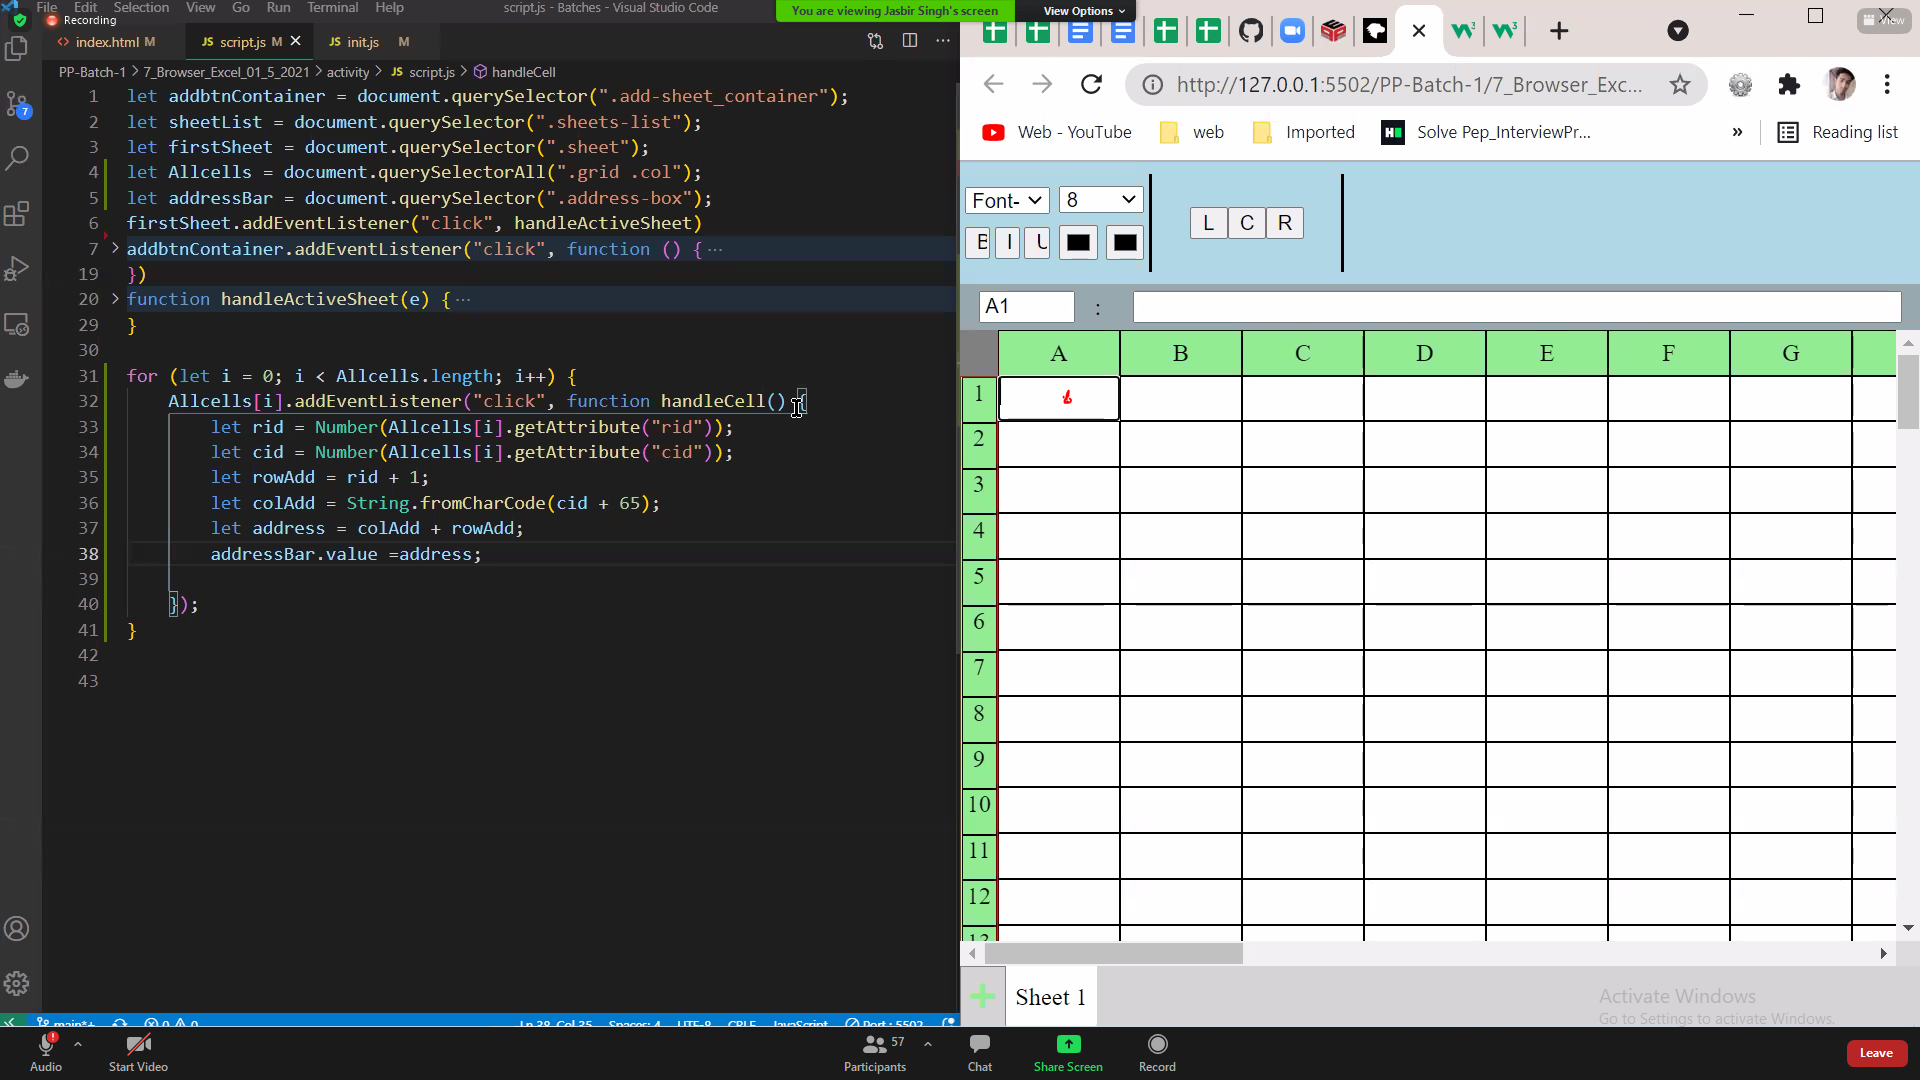 Recording
File Edit Selection View Go Run Terminal Help script.js - Batches - Visual Studio Code
You are viewing Jasbir Singh's screen View Options
View
index.html M JS script.js M JS init.js M
PP-Batch-1 > 7_Browser_Excel_01_5_2021 > activity > JS script.js > handleCell
1 let addbtnContainer = document.querySelector(".add-sheet_container");
2 let sheetList = document.querySelector(".sheets-list");
3 let firstSheet = document.querySelector(".sheet");
4 let Allcells = document.querySelectorAll(".grid .col");
5 let addressBar = document.querySelector(".address-box");
6 firstSheet.addEventListener("click", handleActiveSheet)
7 addbtnContainer.addEventListener("click", function () { ...
19 })
20 function handleActiveSheet(e) { ...
29 }
30
31 for (let i = 0; i < Allcells.length; i++) {
32 Allcells[i].addEventListener("click", function handleCell() {
33 let rid = Number(Allcells[i].getAttribute("rid"));
34 let cid = Number(Allcells[i].getAttribute("cid"));
35 let rowAdd = rid + 1;
36 let colAdd = String.fromCharCode(cid + 65);
37 let address = colAdd + rowAdd;
38 addressBar.value =address;
39
40 });
41 }
42
43
7
main*+ 0 0 Ln 38, Col 35 Spaces: 4 UTF-8 CRLF JavaScript Port : 5502
http://127.0.0.1:5502/PP-Batch-1/7_Browser_Exc...
Web - YouTube web Imported Solve Pep_InterviewPr... » Reading list
Font- 8
L C R
B I U
A1 :
A B C D E F G
1
2
3
4
5
6
7
8
9
10
11
12
13
Sheet 1
Activate Windows
Go to Settings to activate Windows.
Audio Start Video Participants 57 Chat Share Screen Record Leave